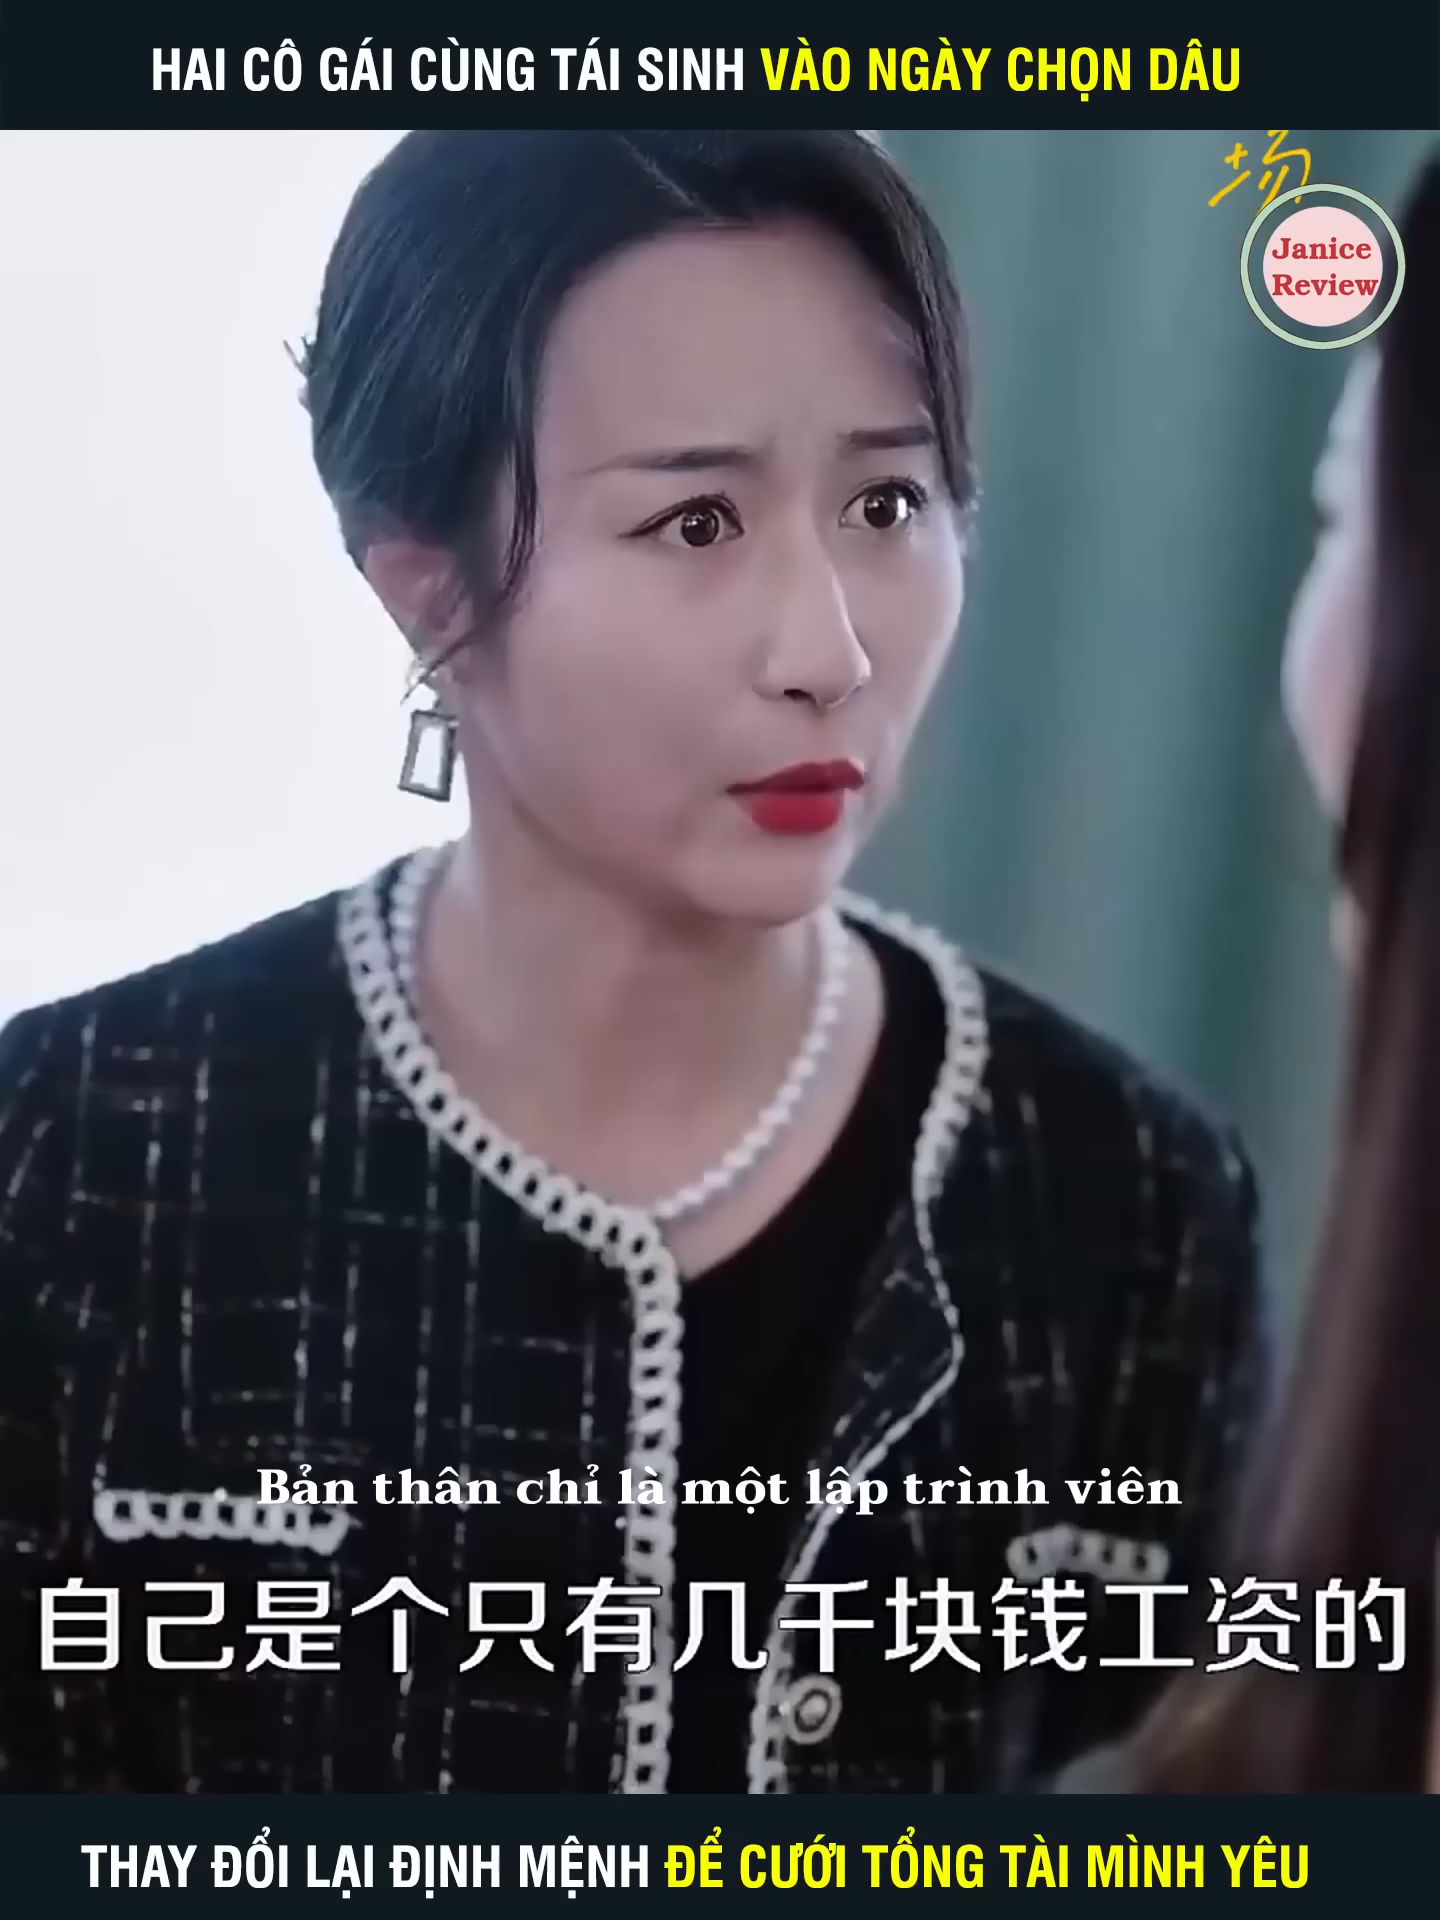 HAI CÔ GÁI CÙNG TÁI SINH VÀO NGÀY CHỌN DÂU
场
Janice
Review
Bản thân chỉ là một lập trình viên
自己是个只有几千块钱工资的
THAY ĐỔI LẠI ĐỊNH MỆNH ĐỂ CƯỚI TỔNG TÀI MÌNH YÊU